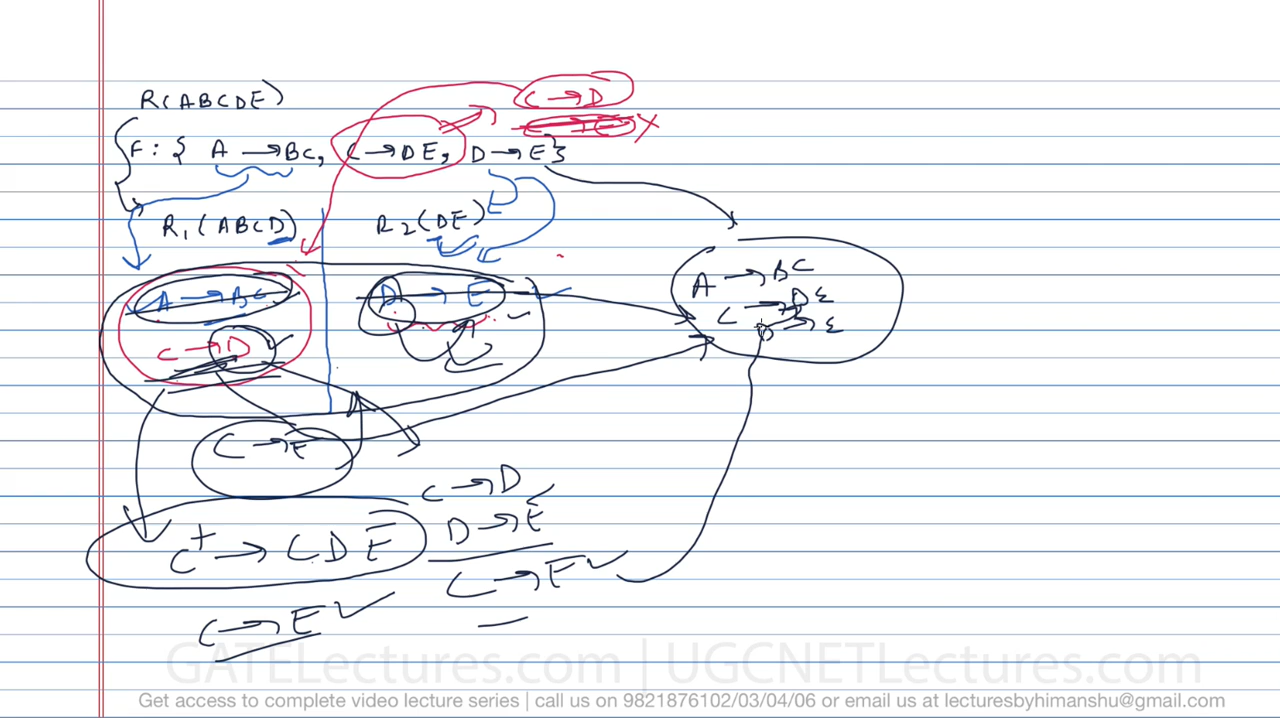 R(ABCDE)
C → D
C → E X
F: { A → BC, C → DE, D → E }
R1(ABCD) R2(DE)
A → BC
C → D
D → E
A → BC
C → DE
D → E
C → E
C → D
D → E
C+ → CDE
C → E
C → E
GATELectures.com | UGCNETLectures.com
Get access to complete video lecture series | call us on 9821876102/03/04/06 or email us at lecturesbyhimanshu@gmail.com